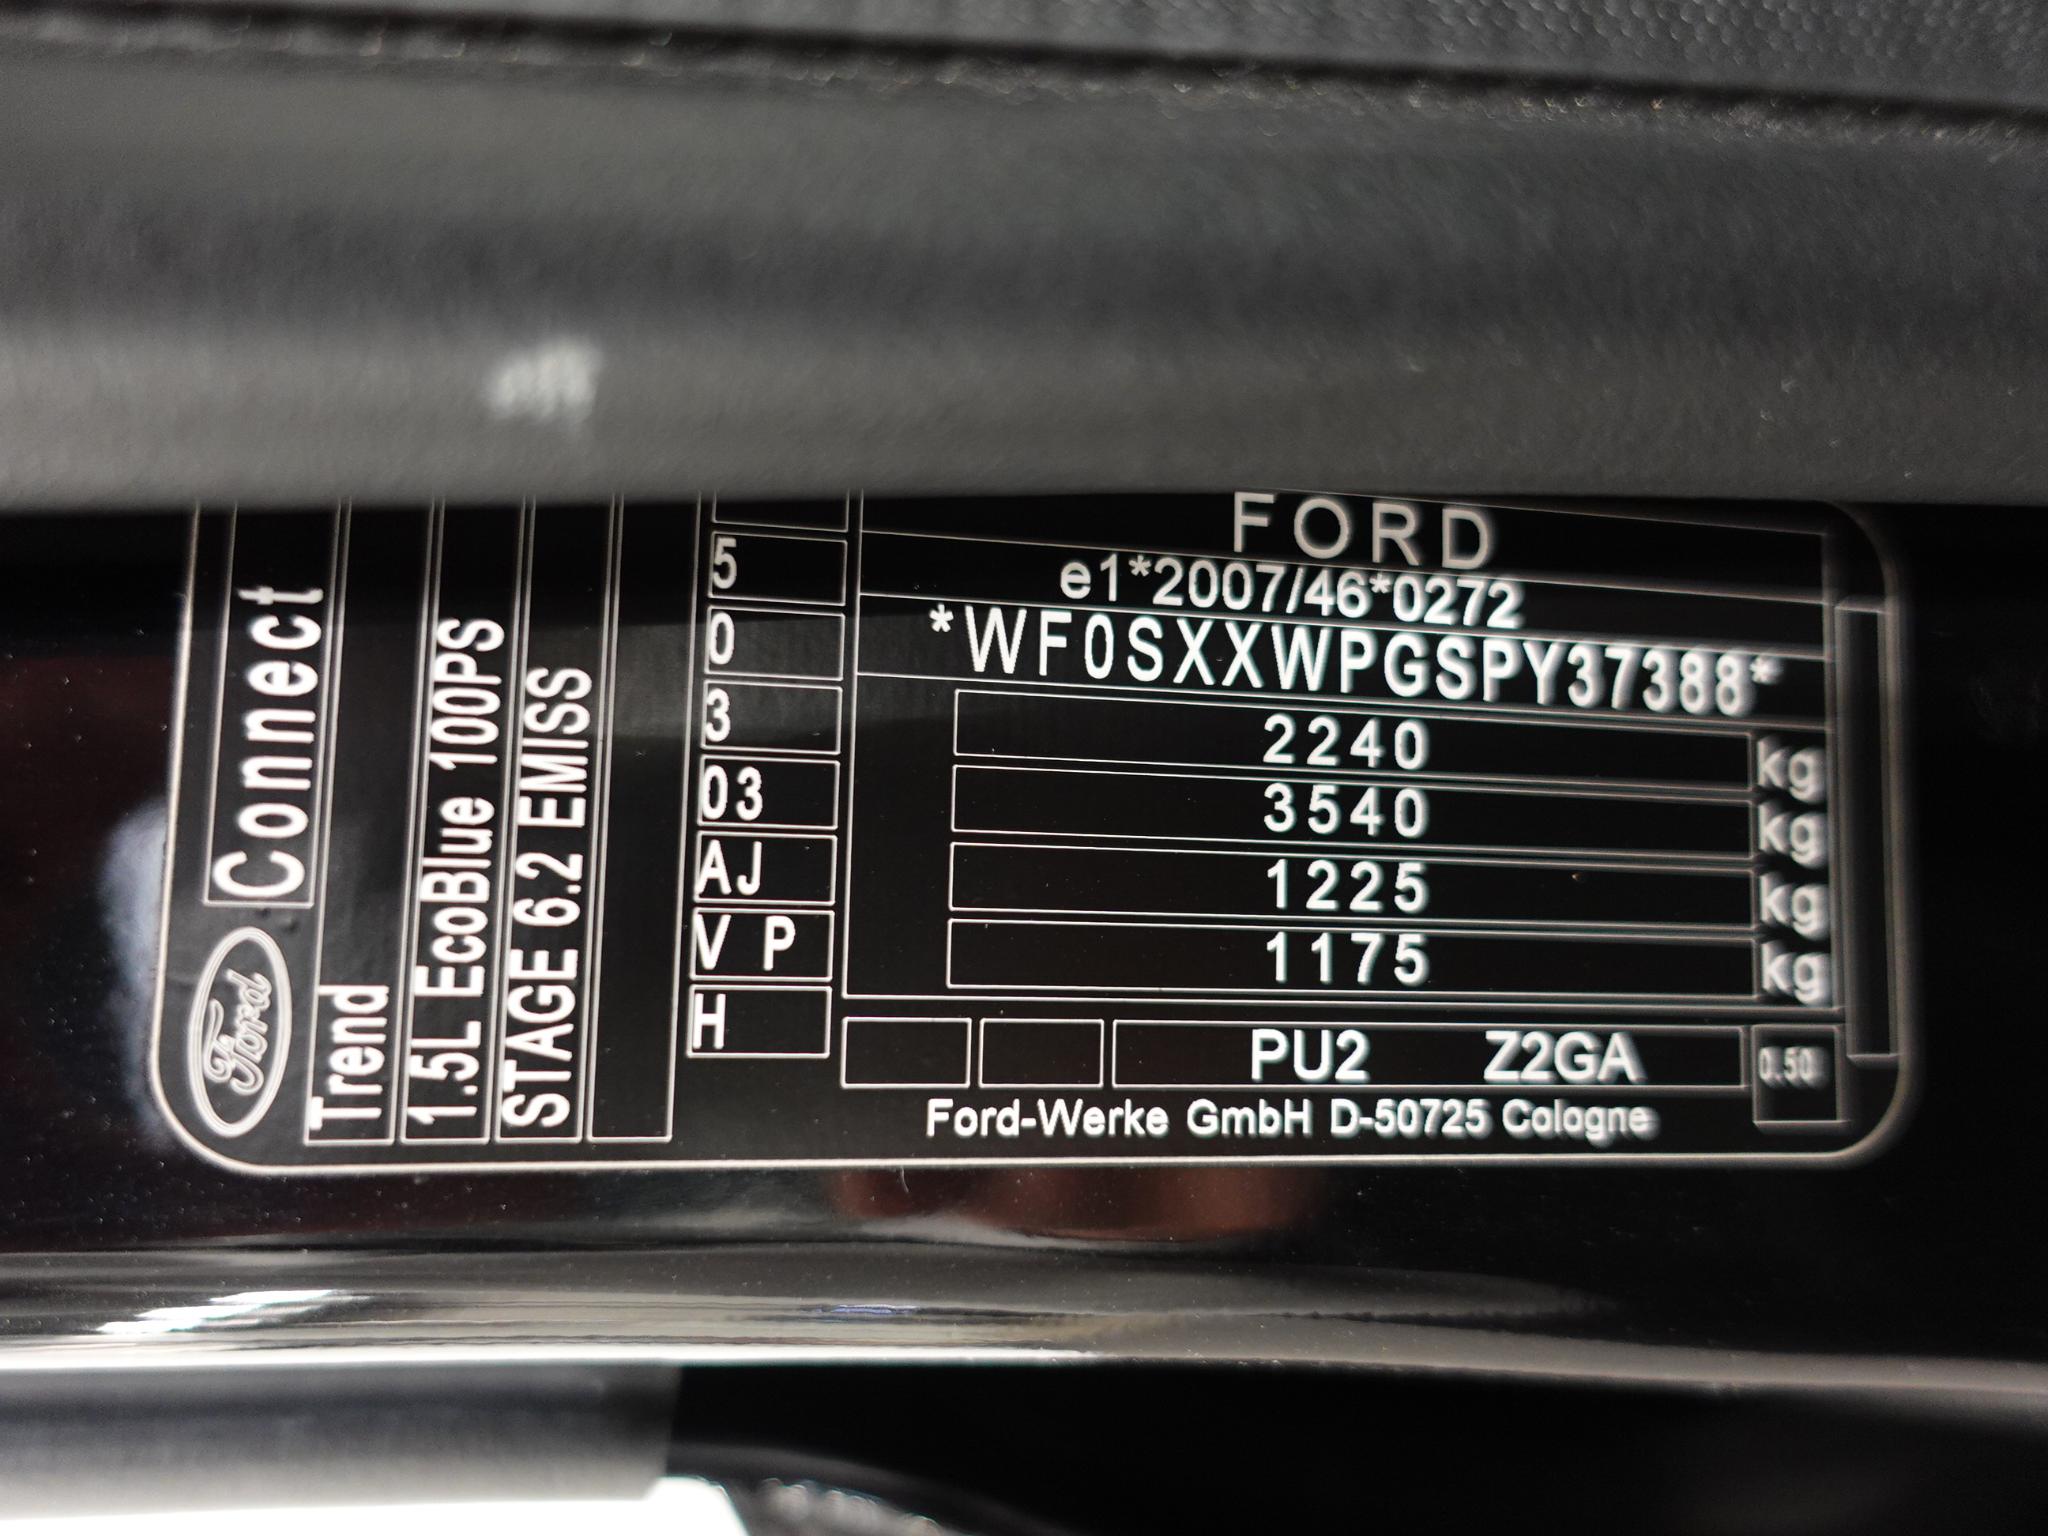 FORD
e1*2007/46*0272
*WF0SXXWPGSPY37388*
2240 kg
3540 kg
1225 kg
1175 kg
PU2 Z2GA 0.50
Ford-Werke GmbH D-50725 Cologne
5
0
3
03
AJ
V P
H
Ford Connect
Trend
1.5L EcoBlue 100PS
STAGE 6.2 EMISS